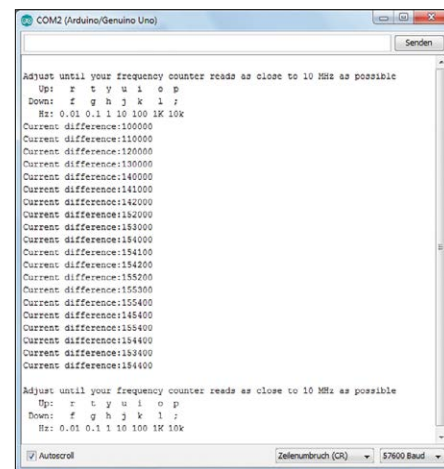 COM2 (Arduino/Genuino Uno)
Senden
Adjust until your frequency counter reads as close to 10 MHz as possible
Up: r t y u i o p
Down: f g h j k l ;
Hz: 0.01 0.1 1 10 100 1K 10k
Current difference:100000
Current difference:110000
Current difference:120000
Current difference:130000
Current difference:140000
Current difference:141000
Current difference:142000
Current difference:152000
Current difference:153000
Current difference:154000
Current difference:154100
Current difference:154200
Current difference:155200
Current difference:155300
Current difference:155400
Current difference:145400
Current difference:155400
Current difference:154400
Current difference:153400
Current difference:154400
Adjust until your frequency counter reads as close to 10 MHz as possible
Up: r t y u i o p
Down: f g h j k l ;
Hz: 0.01 0.1 1 10 100 1K 10k
Autoscroll
Zeilenumbruch (CR)
57600 Baud